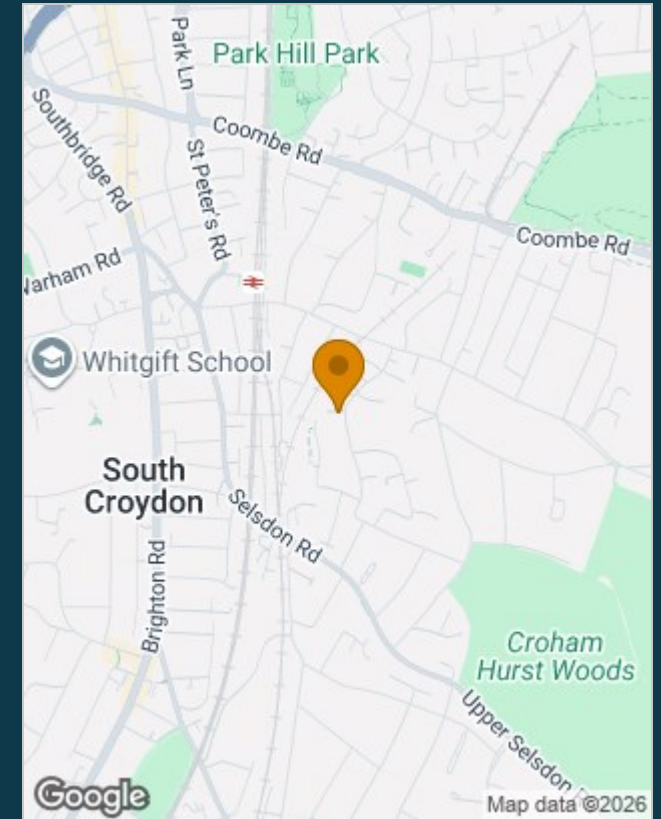 Park Ln
Park Hill Park
Southbridge Rd
Coombe Rd
St Peter's Rd
Coombe Rd
Warham Rd
Whitgift School
South
Croydon
Selsdon Rd
Brighton Rd
Croham
Hurst Woods
Upper Selsdon
Google
Map data ©2026